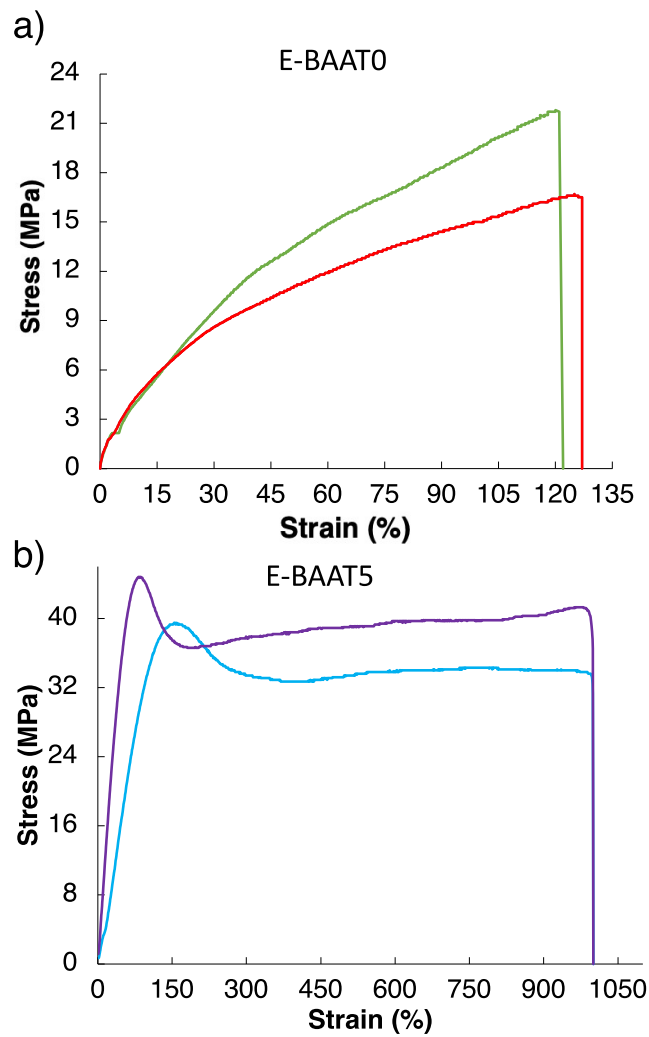 a)
E-BAAT0
24
21
18
15
12
9
6
3
0
Stress (MPa)
0 15 30 45 60 75 90 105 120 135
Strain (%)
b)
E-BAAT5
40
32
24
16
8
0
Stress (MPa)
0 150 300 450 600 750 900 1050
Strain (%)